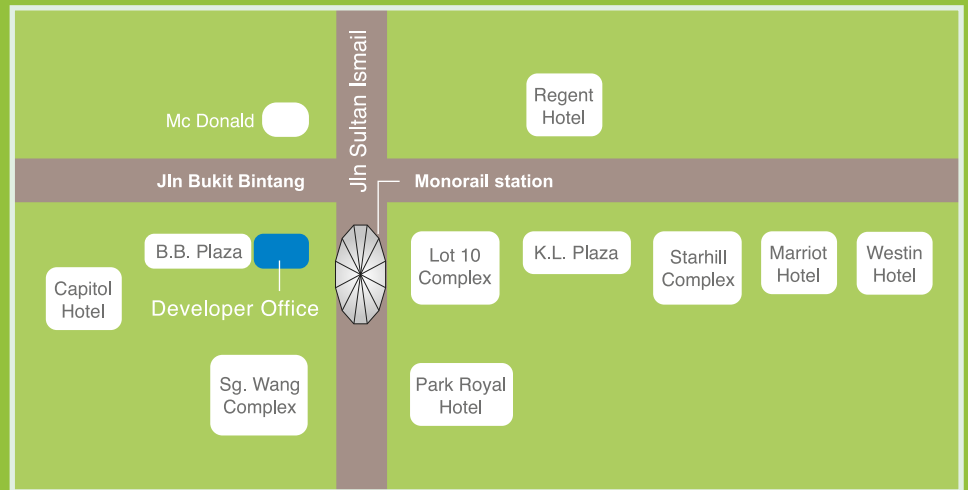 Jln Sultan Ismail
Regent
Hotel
Mc Donald
Jln Bukit Bintang
Monorail station
B.B. Plaza
Lot 10
Complex
K.L. Plaza
Starhill
Complex
Marriot
Hotel
Westin
Hotel
Capitol
Hotel
Developer Office
Sg. Wang
Complex
Park Royal
Hotel